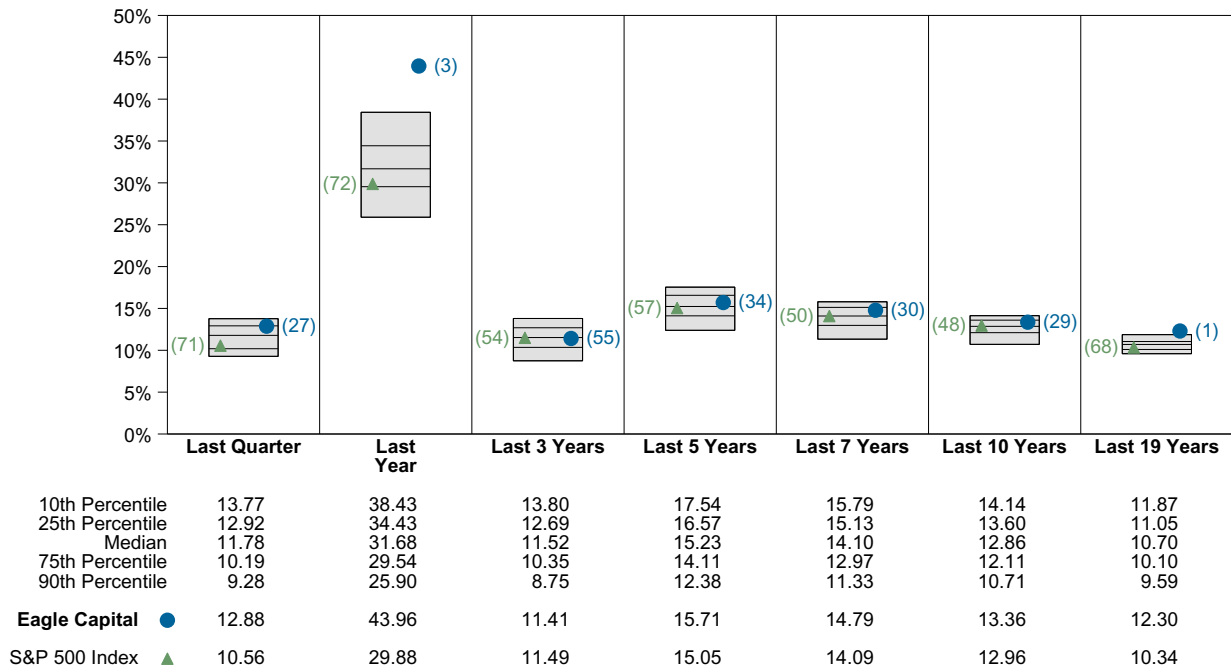 50%
45%
40%
35%
30%
25%
20%
15%
10%
5%
0%
(3)
(72)
(71) (27)
(54) (55)
(57) (34)
(50) (30)
(48) (29)
(68) (1)
Last Quarter Last Year Last 3 Years Last 5 Years Last 7 Years Last 10 Years Last 19 Years
10th Percentile 13.77 38.43 13.80 17.54 15.79 14.14 11.87
25th Percentile 12.92 34.43 12.69 16.57 15.13 13.60 11.05
Median 11.78 31.68 11.52 15.23 14.10 12.86 10.70
75th Percentile 10.19 29.54 10.35 14.11 12.97 12.11 10.10
90th Percentile 9.28 25.90 8.75 12.38 11.33 10.71 9.59
Eagle Capital 12.88 43.96 11.41 15.71 14.79 13.36 12.30
S&P 500 Index 10.56 29.88 11.49 15.05 14.09 12.96 10.34